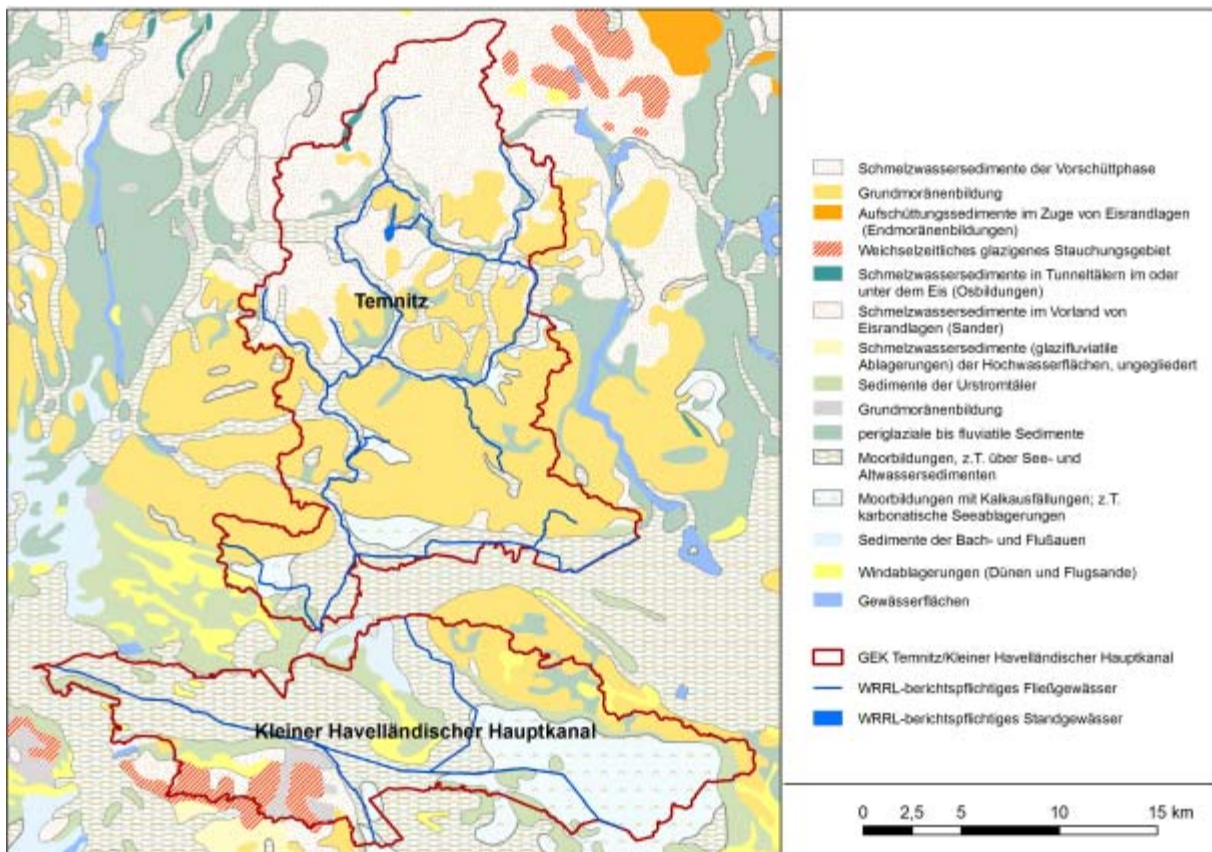 Temnitz
Kleiner Havelländischer Hauptkanal
Schmelzwassersedimente der Vorschüttphase
Grundmoränenbildung
Aufschüttungssedimente im Zuge von Eisrandlagen
(Endmoränenbildungen)
Weichselzeitliches glazigenes Stauchungsgebiet
Schmelzwassersedimente in Tunneltälern im oder
unter dem Eis (Osbildungen)
Schmelzwassersedimente im Vorland von
Eisrandlagen (Sander)
Schmelzwassersedimente (glazifluviatile
Ablagerungen) der Hochwasserflächen, ungegliedert
Sedimente der Urstromtäler
Grundmoränenbildung
periglaziale bis fluviatile Sedimente
Moorbildungen, z.T. über See- und
Altwassersedimenten
Moorbildungen mit Kalkausfällungen; z.T.
karbonatische Seeablagerungen
Sedimente der Bach- und Flußauen
Windablagerungen (Dünen und Flugsande)
Gewässerflächen
GEK Temnitz/Kleiner Havelländischer Hauptkanal
WRRL-berichtspflichtiges Fließgewässer
WRRL-berichtspflichtiges Standgewässer
0 2,5 5 10 15 km